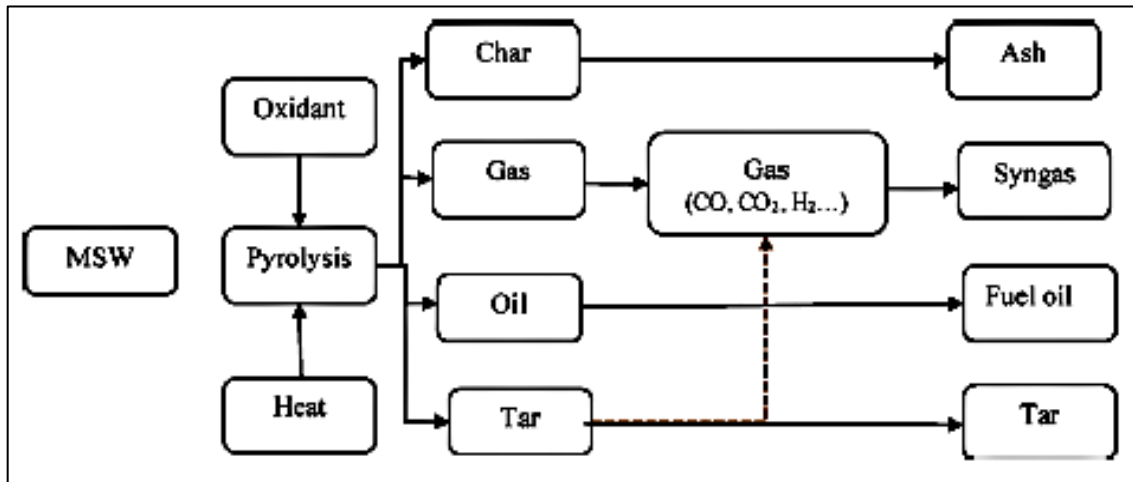 Char
Ash
Oxidant
Gas
Gas
(CO, CO₂, H₂...)
Syngas
MSW
Pyrolysis
Oil
Fuel oil
Heat
Tar
Tar